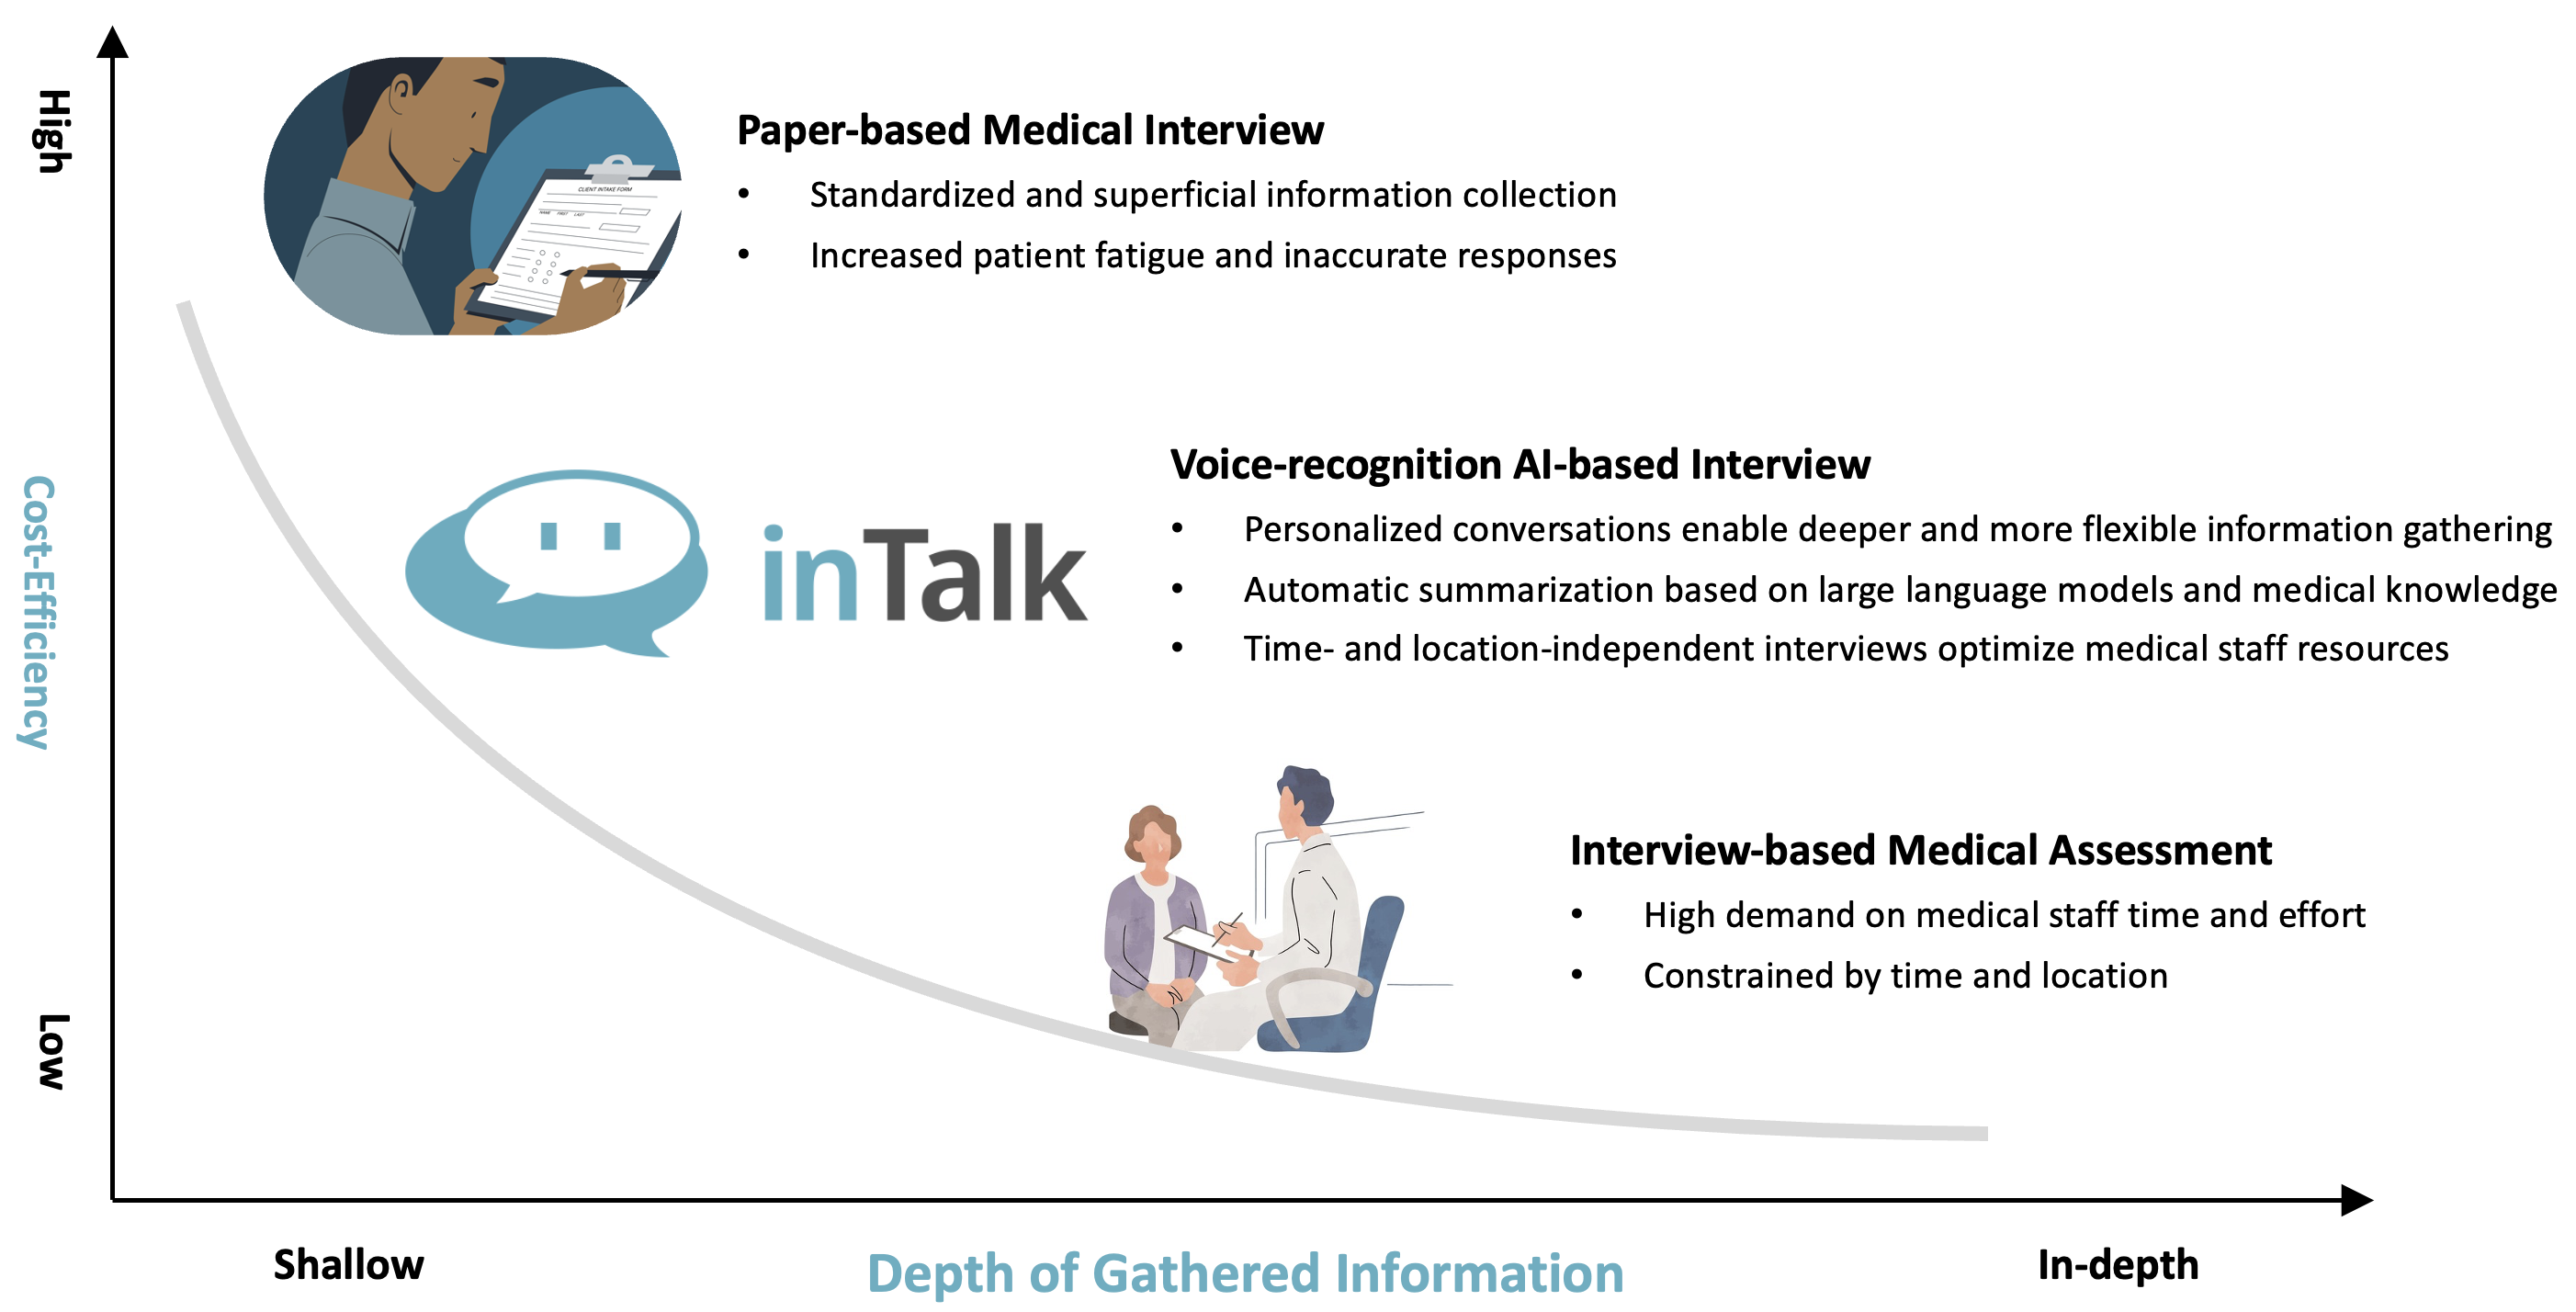 High
Cost-Efficiency
Low
CLIENT INTAKE FORM
NAME FIRST LAST
Paper-based Medical Interview
• Standardized and superficial information collection
• Increased patient fatigue and inaccurate responses
inTalk
Voice-recognition AI-based Interview
• Personalized conversations enable deeper and more flexible information gathering
• Automatic summarization based on large language models and medical knowledge
• Time- and location-independent interviews optimize medical staff resources
Interview-based Medical Assessment
• High demand on medical staff time and effort
• Constrained by time and location
Shallow
Depth of Gathered Information
In-depth